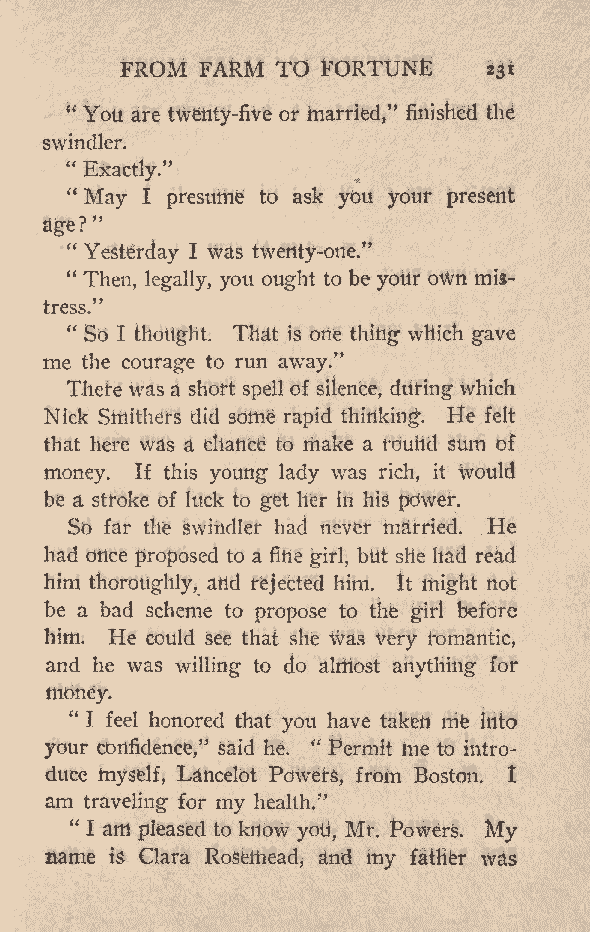 FROM FARM TO FORTUNE 231
“ You are twenty-five or married,” finished the
swindler.
“ Exactly.”
“ May I presume to ask you your present
age? ”
“ Yesterday I was twenty-one.”
“ Then, legally, you ought to be your own mis-
tress.”
“ So I thought. That is one thing which gave
me the courage to run away.”
There was a short spell of silence, during which
Nick Smithers did some rapid thinking. He felt
that here was a chance to make a round sum of
money. If this young lady was rich, it would
be a stroke of luck to get her in his power.
So far the swindler had never married. He
had once proposed to a fine girl, but she had read
him thoroughly, and rejected him. It might not
be a bad scheme to propose to the girl before
him. He could see that she was very romantic,
and he was willing to do almost anything for
money.
“ I feel honored that you have taken me into
your confidence,” said he. “ Permit me to intro-
duce myself, Lancelot Powers, from Boston. I
am traveling for my health.”
“ I am pleased to know you, Mr. Powers. My
name is Clara Rosemead, and my father was